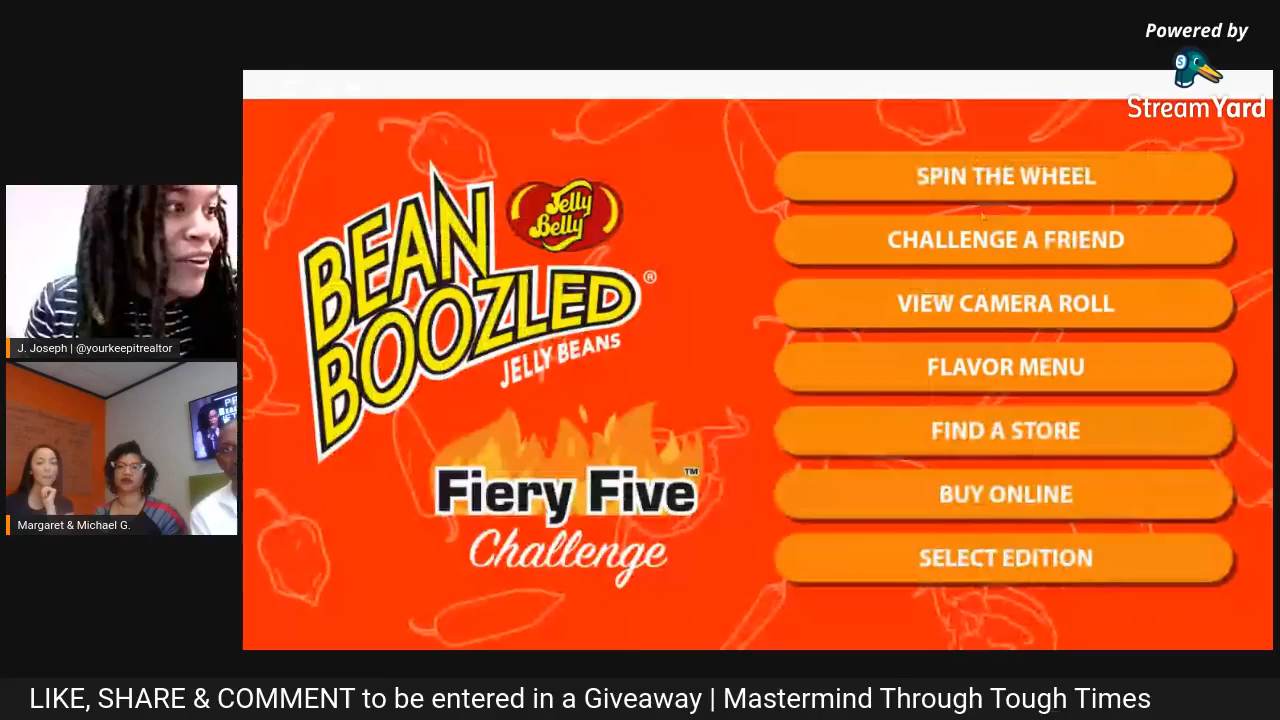 Powered by
StreamYard
BEAN
BOOZLED®
JELLY BEANS
Jelly
Belly
Fiery Five™
Challenge
SPIN THE WHEEL
CHALLENGE A FRIEND
VIEW CAMERA ROLL
FLAVOR MENU
FIND A STORE
BUY ONLINE
SELECT EDITION
J. Joseph | @yourkeepitrealtor
Margaret & Michael G.
LIKE, SHARE & COMMENT to be entered in a Giveaway | Mastermind Through Tough Times